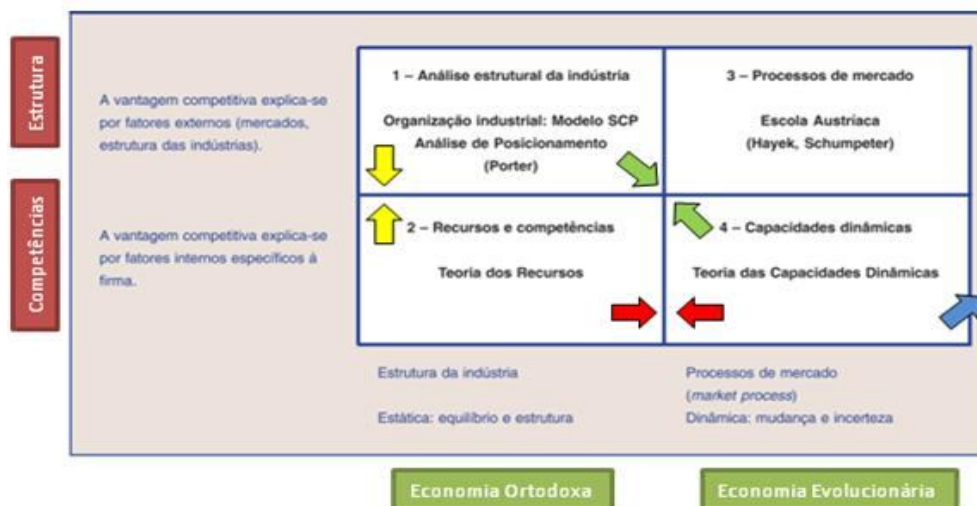 Estrutura
A vantagem competitiva explica-se
por fatores externos (mercados,
estrutura das indústrias).
1 – Análise estrutural da indústria
Organização industrial: Modelo SCP
Análise de Posicionamento
(Porter)
3 – Processos de mercado
Escola Austríaca
(Hayek, Schumpeter)
Competências
A vantagem competitiva explica-se
por fatores internos específicos á
firma.
2 – Recursos e competências
Teoria dos Recursos
4 – Capacidades dinâmicas
Teoria das Capacidades Dinâmicas
Estrutura da indústria
Estática: equilíbrio e estrutura
Processos de mercado
(market process)
Dinâmica: mudança e incerteza
Economia Ortodoxa
Economia Evolucionária